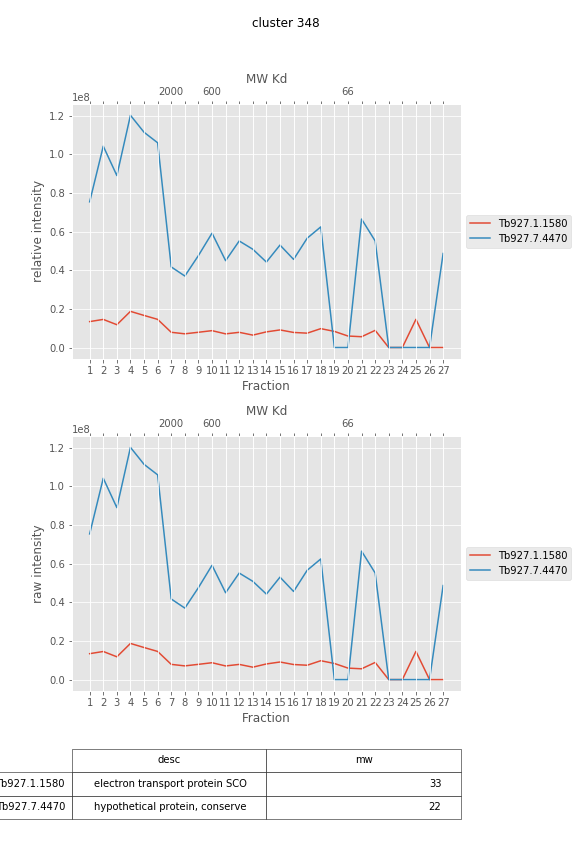 cluster 348
MW Kd
2000 600 66
1e8
1.2
1.0
0.8
0.6
0.4
0.2
0.0
relative intensity
1 2 3 4 5 6 7 8 9 10 11 12 13 14 15 16 17 18 19 20 21 22 23 24 25 26 27
Fraction
Tb927.1.1580
Tb927.7.4470
MW Kd
2000 600 66
1e8
1.2
1.0
0.8
0.6
0.4
0.2
0.0
raw intensity
1 2 3 4 5 6 7 8 9 10 11 12 13 14 15 16 17 18 19 20 21 22 23 24 25 26 27
Fraction
Tb927.1.1580
Tb927.7.4470
desc mw
b927.1.1580 electron transport protein SCO 33
b927.7.4470 hypothetical protein, conserve 22